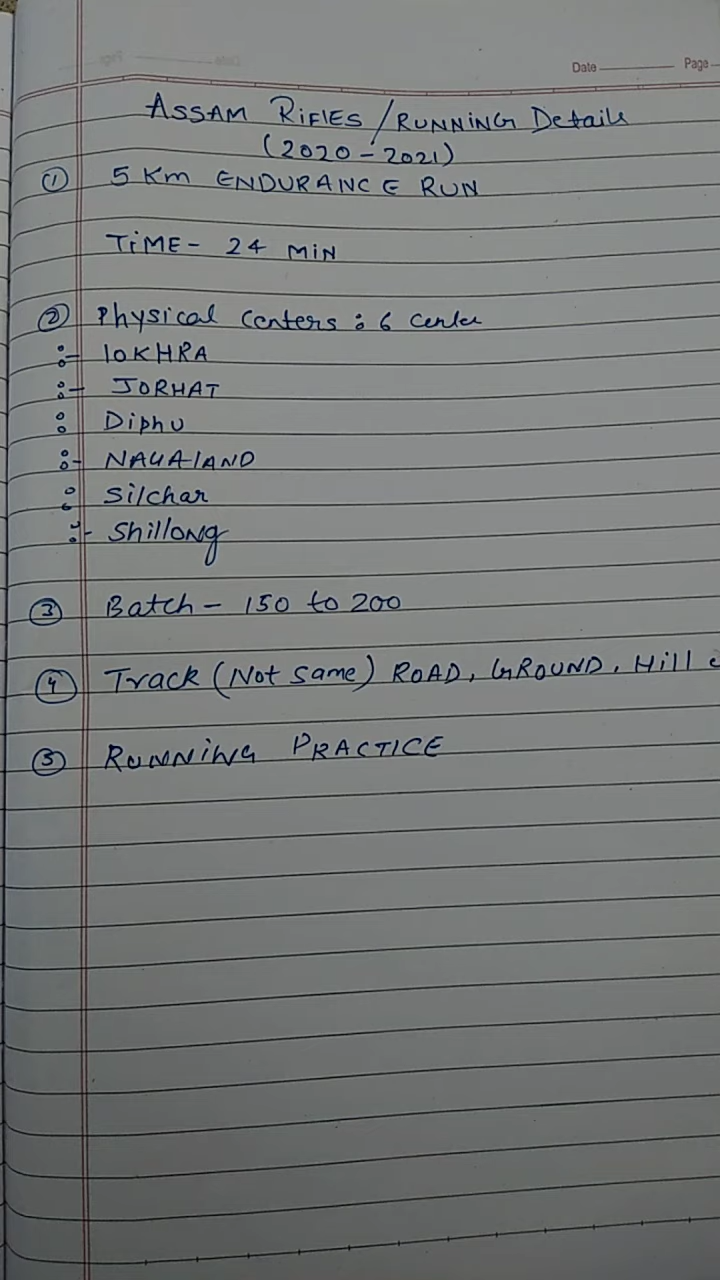 Date Page
ASSAM RIFLES / RUNNING Details
(2020-2021)
① 5 Km ENDURANCE RUN
TiME - 24 MiN
② Physical Centers : 6 Center
:- lOKHRA
:- JORHAT
: Diphu
:- NAGAlAND
: Silchar
:- Shillong
③ Batch - 150 to 200
④ Track (Not same) ROAD, GROUND, Hill
⑤ RUNNiNG PRACTICE